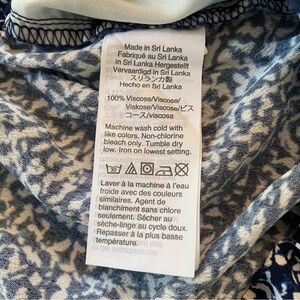 Made in Sri Lanka
Fabriqué au Sri Lanka
in Sri Lanka Hergestellt
Vervaardigd in Sri Lanka
スリランカ製
Hecho en Sri Lanka
100% Viscose/Viscose/
Viskose/Viscose/ビス
コース/viscosa
Machine wash cold with
like colors. Non-chlorine
bleach only. Tumble dry
low. Iron on lowest setting.
Laver à la machine à l'eau
froide avec des couleurs
similaires. Agent de
blanchiment sans chlore
seulement. Sécher au
sèche-linge au cycle doux.
Repasser à la plus basse
température.